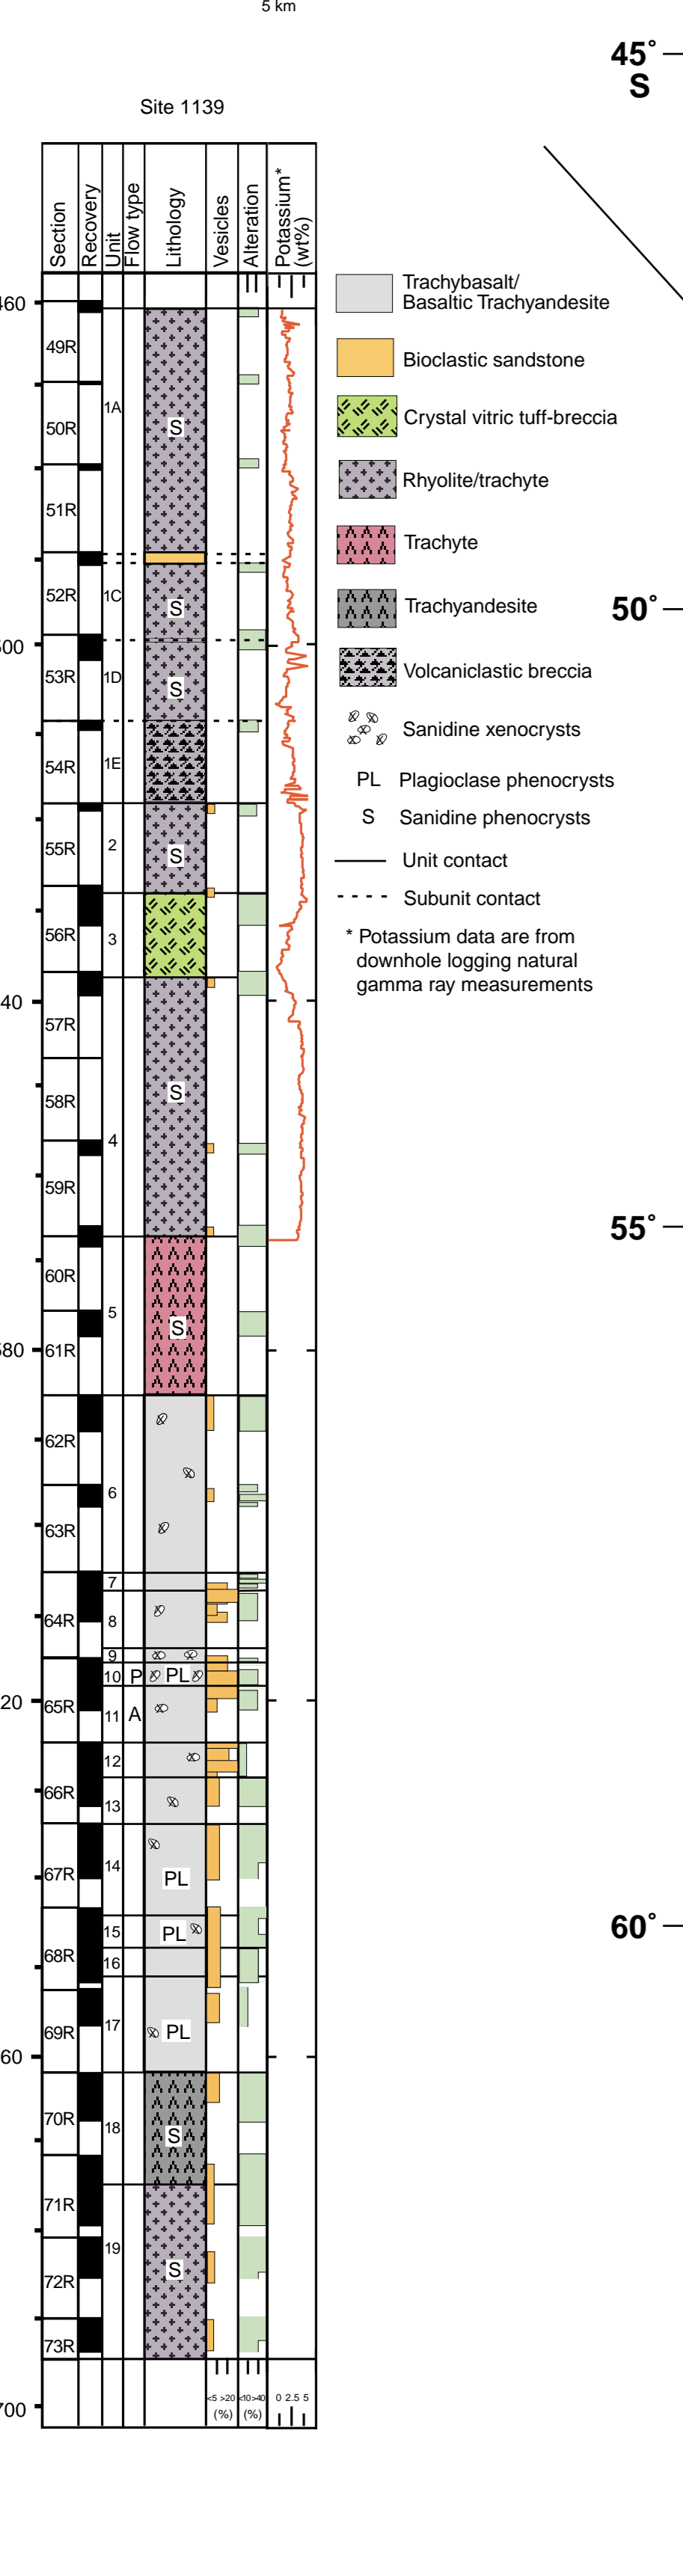 5 km
45°
S
Site 1139
Section
Recovery
Unit
Flow type
Lithology
Vesicles
Alteration
Potassium*
(wt%)
460
49R
1A
50R
S
51R
52R
1C
S
00
53R
1D
S
54R
1E
55R
2
S
56R
3
40
57R
58R
S
4
59R
60R
5
S
580
61R
62R
6
63R
7
64R
8
9
10
P
PL
20
65R
11
A
12
66R
13
14
67R
PL
15
PL
68R
16
17
69R
PL
60
70R
18
S
71R
19
72R
S
73R
<5 >20
<10>40
0 2.5 5
(%)
(%)
700
Trachybasalt/
Basaltic Trachyandesite
Bioclastic sandstone
Crystal vitric tuff-breccia
Rhyolite/trachyte
Trachyte
Trachyandesite
Volcaniclastic breccia
Sanidine xenocrysts
PL Plagioclase phenocrysts
S Sanidine phenocrysts
Unit contact
Subunit contact
* Potassium data are from
downhole logging natural
gamma ray measurements
50°
55°
60°